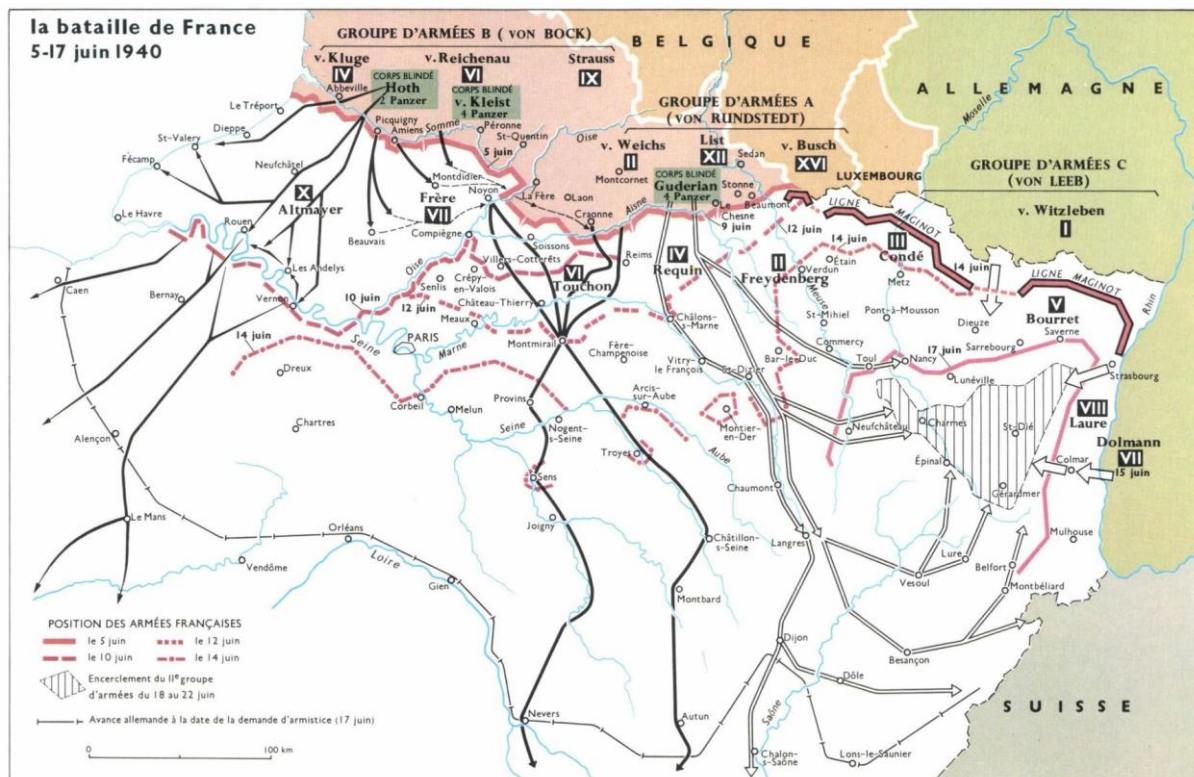 la bataille de France
5-17 juin 1940
GROUPE D'ARMÉES B ( VON BOCK)
v. Kluge
IV
v. Reichenau
VI
Strauss
IX
CORPS BLINDÉ
Hoth
2 Panzer
CORPS BLINDÉ
v. Kleist
4 Panzer
BELGIQUE
ALLEMAGNE
GROUPE D'ARMÉES A
(VON RUNDSTEDT)
v. Weichs
II
List
XII
v. Busch
XVI
CORPS BLINDÉ
Guderian
4 Panzer
LUXEMBOURG
Moselle
GROUPE D'ARMÉES C
(VON LEEB)
v. Witzleben
I
Abbeville
Le Tréport
Dieppe
St-Valery
Fécamp
Neufchâtel
Picquigny
Amiens
Somme
Péronne
St-Quentin
5 juin
Oise
Montcornet
Sedan
Stonne
Le Chesne
Beaumont
9 juin
12 juin
LIGNE MAGINOT
Montdidier
Noyon
La Fère
Laon
Aisne
Craonne
X
Altmayer
Frère
VII
Le Havre
Rouen
Beauvais
Compiègne
Soissons
Reims
Villers-Cotterêts
VI
Touchon
IV
Requin
II
Freydenberg
III
Condé
14 juin
Étain
Verdun
Metz
14 juin
LIGNE MAGINOT
Rhin
V
Bourret
Caen
Bernay
Les Andelys
Vernon
Oise
10 juin
12 juin
Senlis
Crépy-en-Valois
Château-Thierry
Meaux
Marne
PARIS
Seine
14 juin
Dreux
Montmirail
Châlons-s-Marne
Fère-Champenoise
Vitry-le François
St-Dizier
Bar-le-Duc
Meuse
St-Mihiel
Commercy
Pont-à-Mousson
Toul
Nancy
17 juin
Dieuze
Sarrebourg
Saverne
Lunéville
Strasbourg
Chartres
Corbeil
Melun
Provins
Nogent-s-Seine
Seine
Arcis-sur-Aube
Montier-en-Der
Aube
Troyes
Neufchâteau
Charmes
St-Dié
Épinal
Gérardmer
VIII
Laure
Colmar
Dolmann
VII
15 juin
Alençon
Le Mans
Sens
Joigny
Chaumont
Langres
Châtillon-s-Seine
Orléans
Loire
Vendôme
Gien
Montbard
Vesoul
Lure
Belfort
Montbéliard
Mulhouse
Dijon
Besançon
Dôle
Nevers
Autun
Saône
Chalon-s-Saône
Lons-le-Saunier
SUISSE
POSITION DES ARMÉES FRANÇAISES
le 5 juin
le 12 juin
le 10 juin
le 14 juin
Encerclement du IIe groupe
d'armées du 18 au 22 juin
Avance allemande à la date de la demande d'armistice (17 juin)
0
100 km